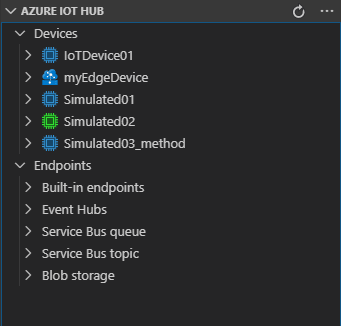 AZURE IOT HUB
Devices
IoTDevice01
myEdgeDevice
Simulated01
Simulated02
Simulated03_method
Endpoints
Built-in endpoints
Event Hubs
Service Bus queue
Service Bus topic
Blob storage